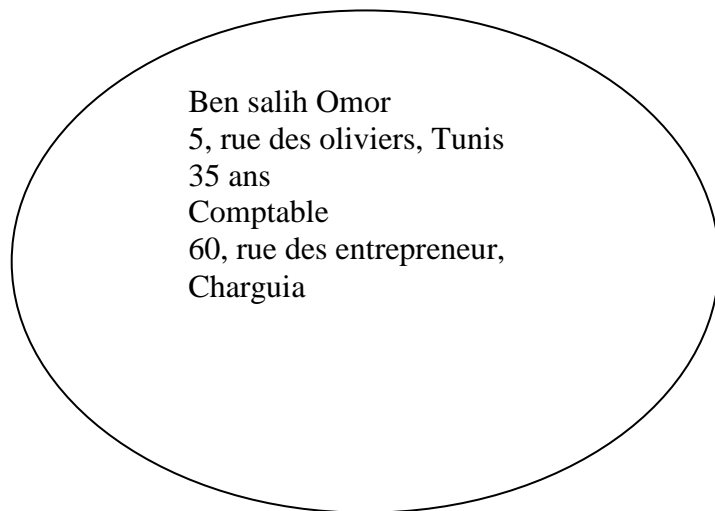 Ben salih Omor
5, rue des oliviers, Tunis
35 ans
Comptable
60, rue des entrepreneur,
Charguia